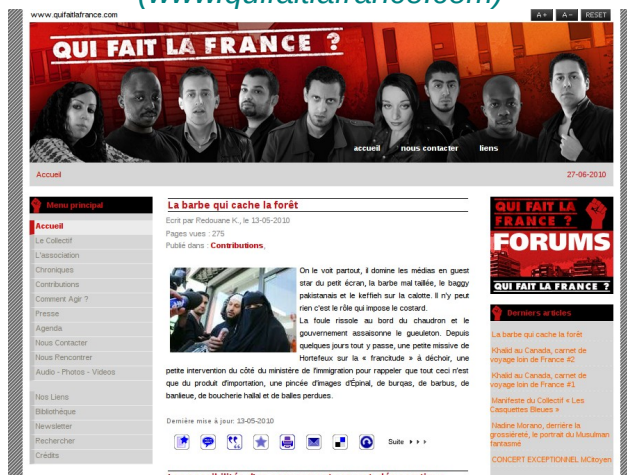 (www.quifaitlafrance.com)
www.quifaitlafrance.com
A+ A- RESET
QUI FAIT LA FRANCE ?
accueil nous contacter liens
Accueil
27-06-2010
Menu principal
Accueil
Le Collectif
L'association
Chroniques
Contributions
Comment Agir ?
Presse
Agenda
Nous Contacter
Nous Rencontrer
Audio - Photos - Videos
Nos Liens
Bibliothèque
Newsletter
Rechercher
Crédits
La barbe qui cache la forêt
Ecrit par Redouane K., le 13-05-2010
Pages vues : 275
Publié dans : Contributions,
On le voit partout, il domine les médias en guest
star du petit écran, la barbe mal taillée, le baggy
pakistanais et le keffieh sur la calotte. Il n'y peut
rien c'est le rôle qui impose le costard.
La foule rissole au bord du chaudron et le
gouvernement assaisonne le gueuleton. Depuis
quelques jours tout y passe, une petite missive de
Hortefeux sur la « francitude » à déchoir, une
petite intervention du côté du ministère de l'immigration pour rappeler que tout ceci n'est
que du produit d'importation, une pincée d'images d'Épinal, de burqas, de barbus, de
banlieue, de boucherie hallal et de balles perdues.
Dernière mise à jour: 13-05-2010
Suite
QUI FAIT LA
FRANCE ?
FORUMS
QUI FAIT LA FRANCE ?
Derniers articles
La barbe qui cache la forêt
Khalid au Canada, carnet de
voyage loin de France #2
Khalid au Canada, carnet de
voyage loin de France #1
Manifeste du Collectif « Les
Casquettes Bleues »
Nadine Morano, derrière la
grossièreté, le portrait du Musulman
fantasmé
CONCERT EXCEPTIONNEL MCitoyen